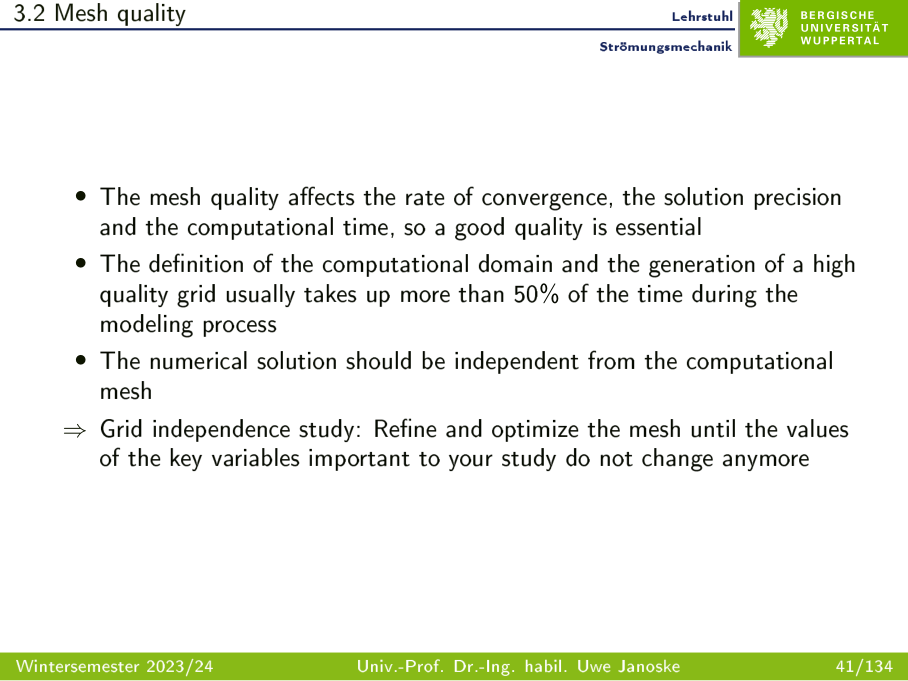 3.2 Mesh quality
Lehrstuhl
Strömungsmechanik
BERGISCHE
UNIVERSITÄT
WUPPERTAL
• The mesh quality affects the rate of convergence, the solution precision
and the computational time, so a good quality is essential
• The definition of the computational domain and the generation of a high
quality grid usually takes up more than 50% of the time during the
modeling process
• The numerical solution should be independent from the computational
mesh
⇒ Grid independence study: Refine and optimize the mesh until the values
of the key variables important to your study do not change anymore
Wintersemester 2023/24 Univ.-Prof. Dr.-Ing. habil. Uwe Janoske 41/134